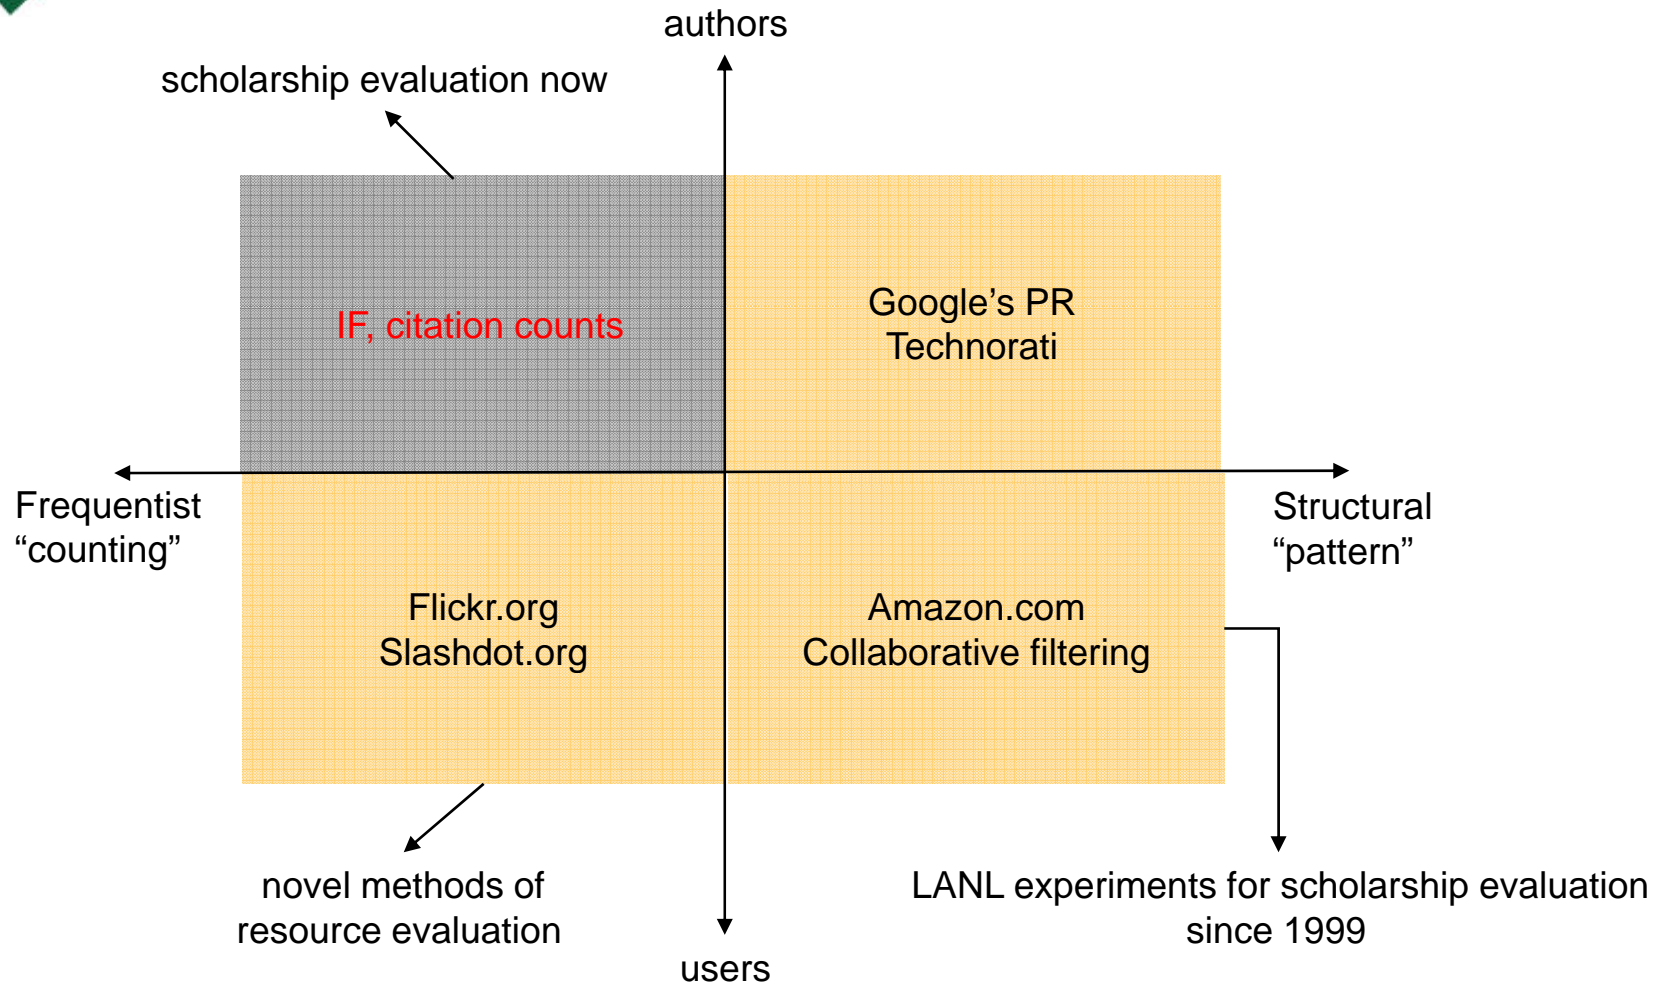 authors
scholarship evaluation now
IF, citation counts
Google’s PR
Technorati
Frequentist
“counting”
Structural
“pattern”
Flickr.org
Slashdot.org
Amazon.com
Collaborative filtering
novel methods of
resource evaluation
LANL experiments for scholarship evaluation
since 1999
users